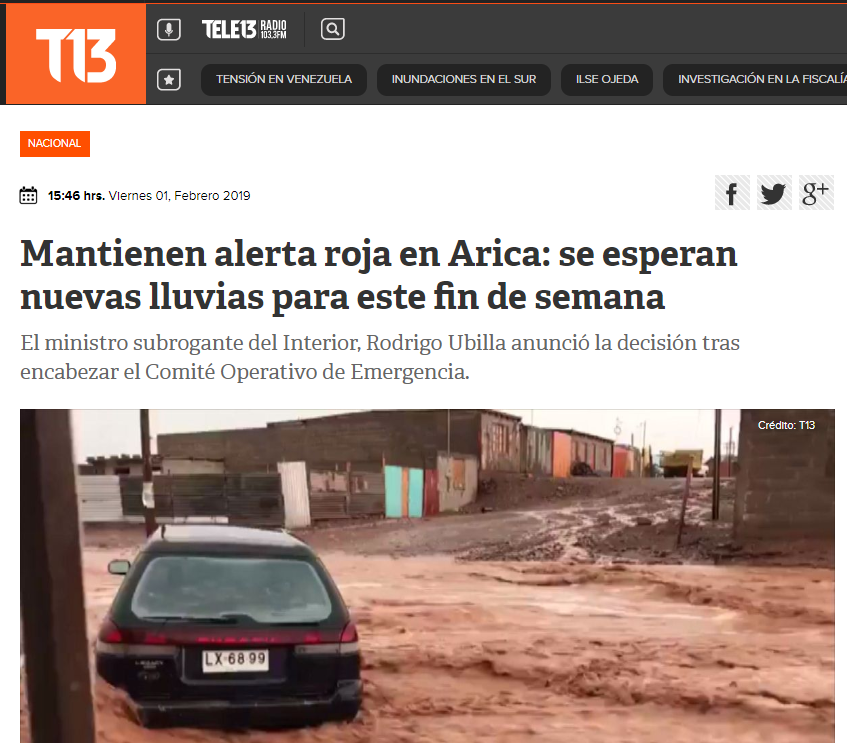 T13
TELE13 RADIO
103.3FM
TENSIÓN EN VENEZUELA
INUNDACIONES EN EL SUR
ILSE OJEDA
INVESTIGACIÓN EN LA FISCALÍA
NACIONAL
15:46 hrs. Viernes 01, Febrero 2019
f
g+
Mantienen alerta roja en Arica: se esperan
nuevas lluvias para este fin de semana
El ministro subrogante del Interior, Rodrigo Ubilla anunció la decisión tras
encabezar el Comité Operativo de Emergencia.
Crédito: T13
LX-6899